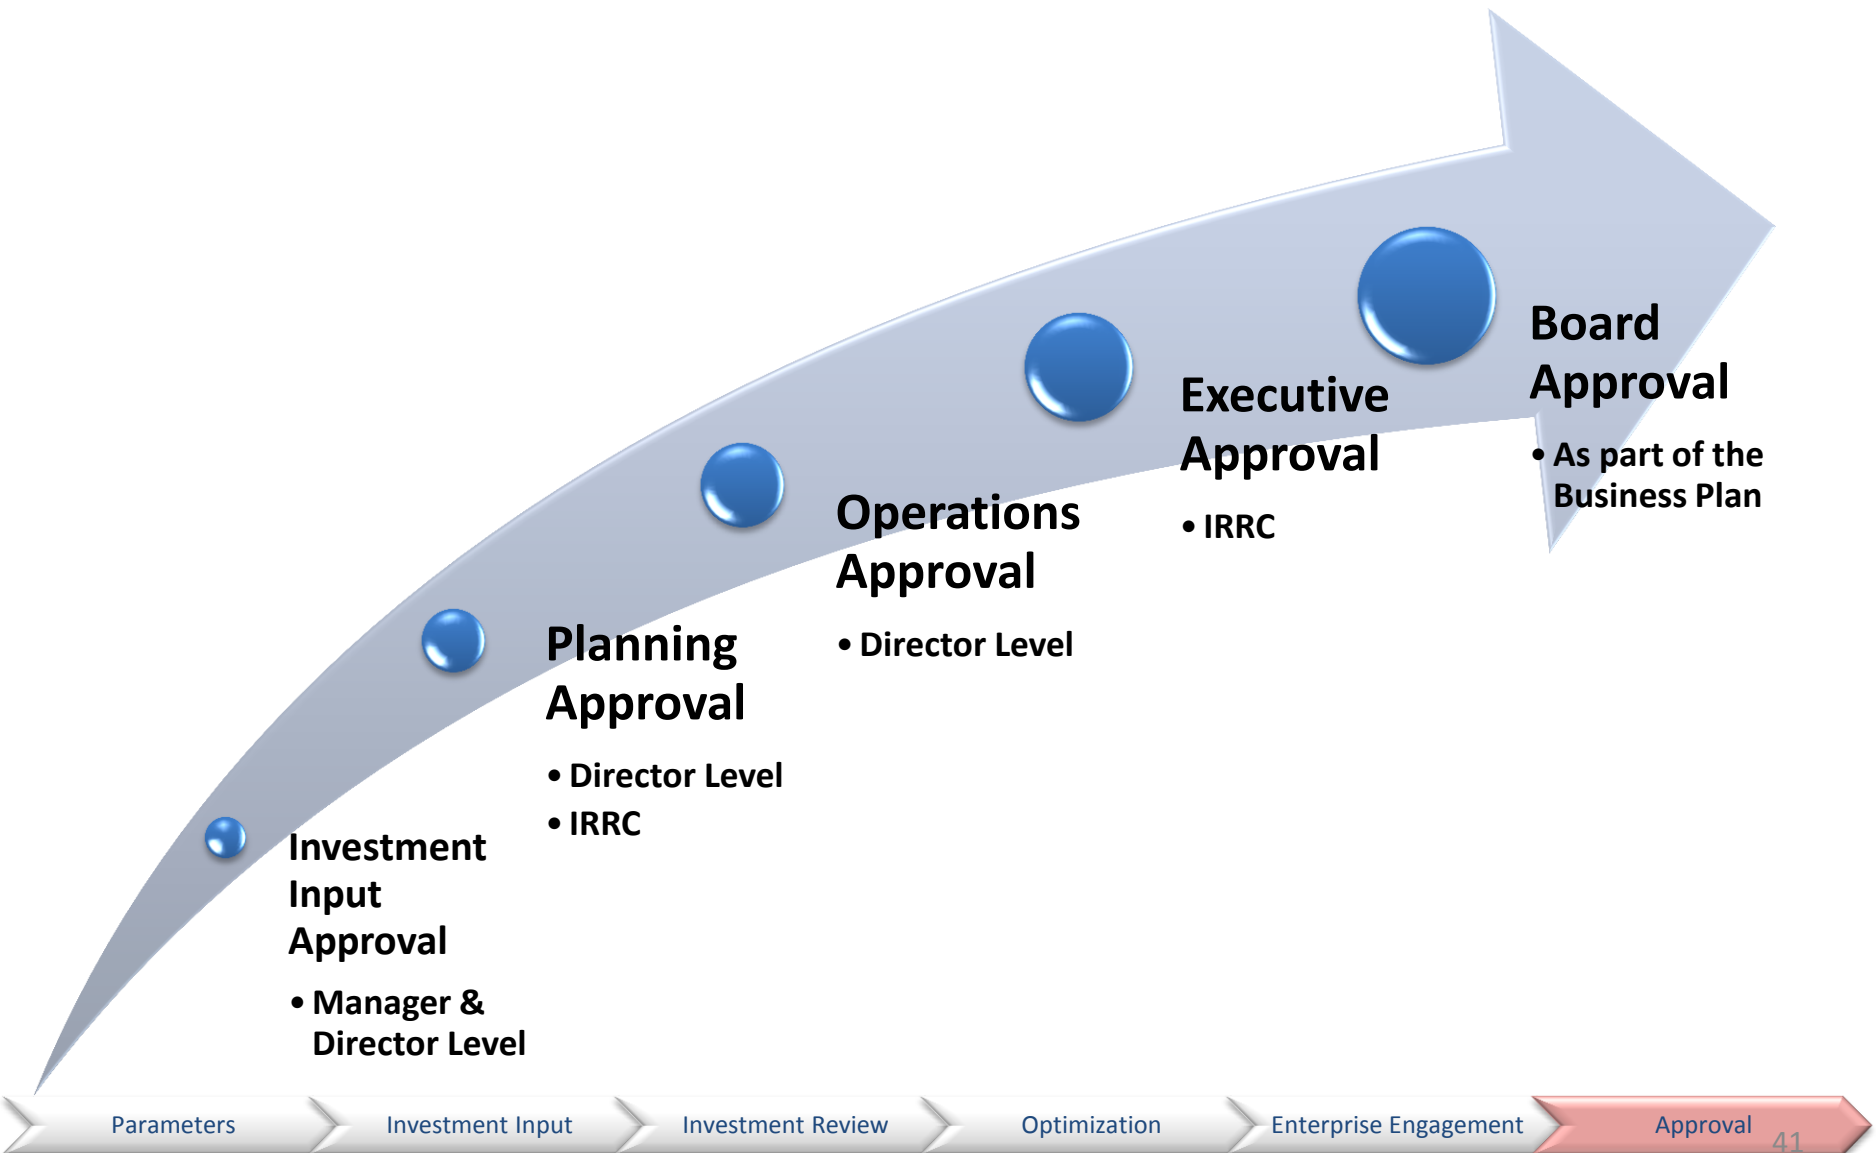 Investment
Input
Approval
• Manager &
Director Level
Planning
Approval
• Director Level
• IRRC
Operations
Approval
• Director Level
Executive
Approval
• IRRC
Board
Approval
• As part of the
Business Plan
Parameters
Investment Input
Investment Review
Optimization
Enterprise Engagement
Approval
41